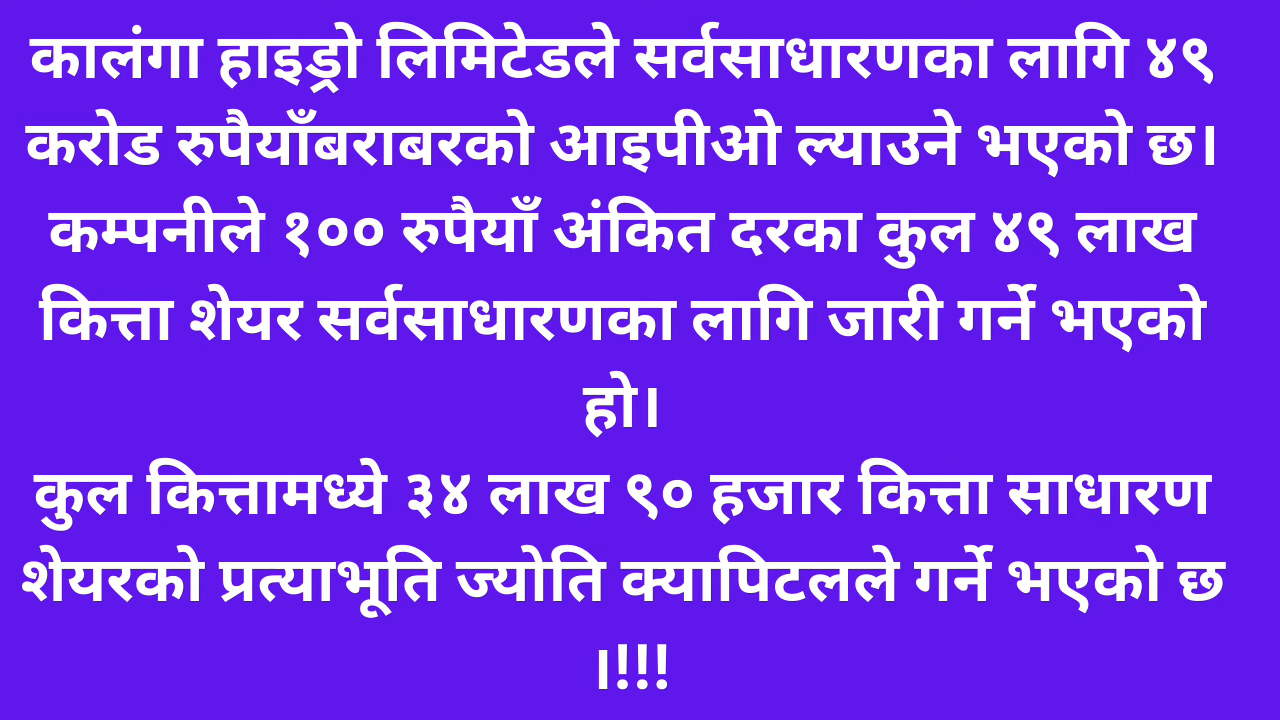 कालंगा हाइड्रो लिमिटेडले सर्वसाधारणका लागि ४९
करोड रुपैयाँबराबरको आइपीओ ल्याउने भएको छ।
कम्पनीले १०० रुपैयाँ अंकित दरका कुल ४९ लाख
कित्ता शेयर सर्वसाधारणका लागि जारी गर्ने भएको
हो।
कुल कित्तामध्ये ३४ लाख ९० हजार कित्ता साधारण
शेयरको प्रत्याभूति ज्योति क्यापिटलले गर्ने भएको छ
।!!!